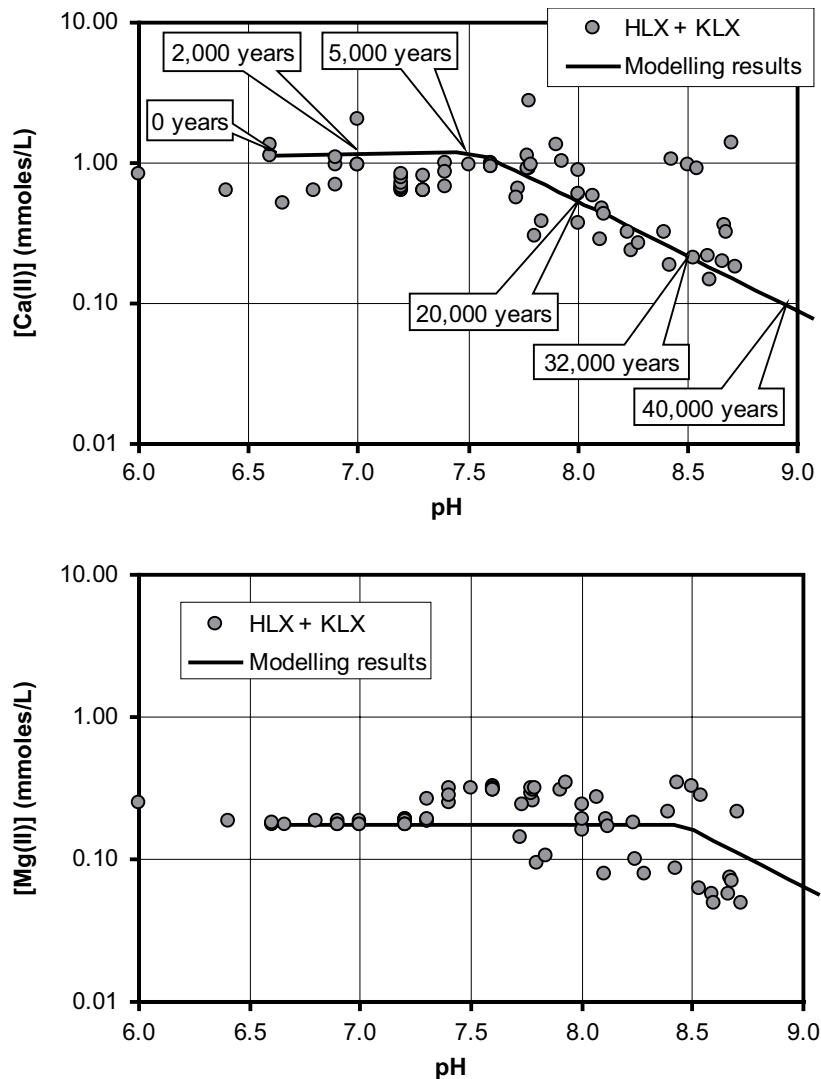 10.00
HLX + KLX
2,000 years
5,000 years
Modelling results
0 years
1.00
[Ca(II)] (mmoles/L)
0.10
20,000 years
32,000 years
40,000 years
0.01
6.0 6.5 7.0 7.5 8.0 8.5 9.0
pH
10.00
HLX + KLX
Modelling results
1.00
[Mg(II)] (mmoles/L)
0.10
0.01
6.0 6.5 7.0 7.5 8.0 8.5 9.0
pH